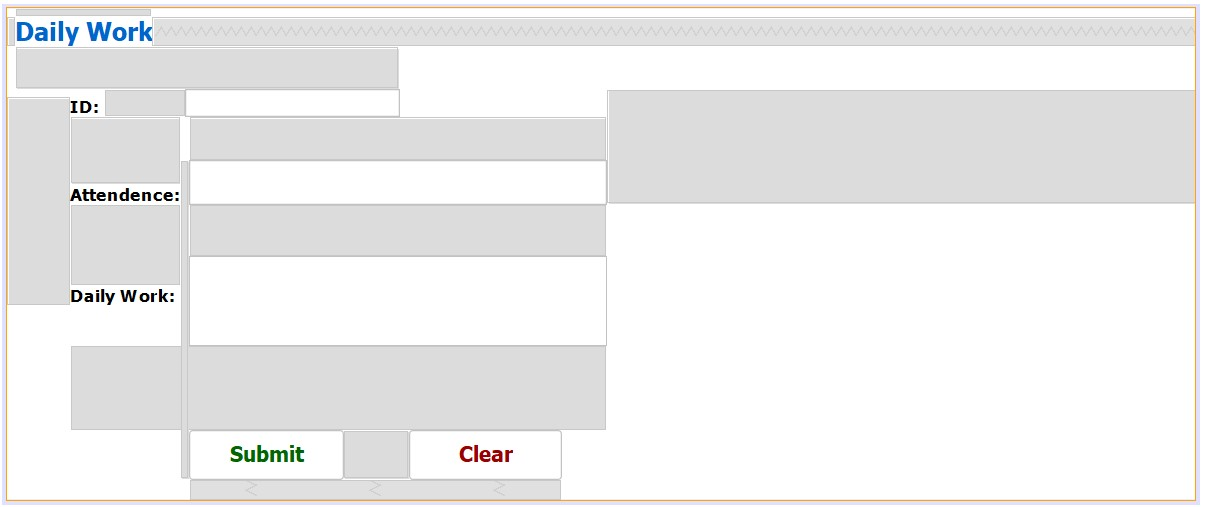 Daily Work
ID:
Attendence:
Daily Work:
Submit Clear